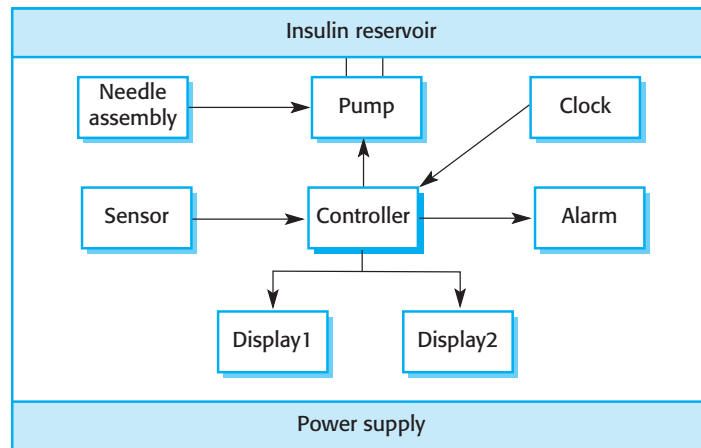 Insulin reservoir
Needle
assembly
Pump
Clock
Sensor
Controller
Alarm
Display1
Display2
Power supply